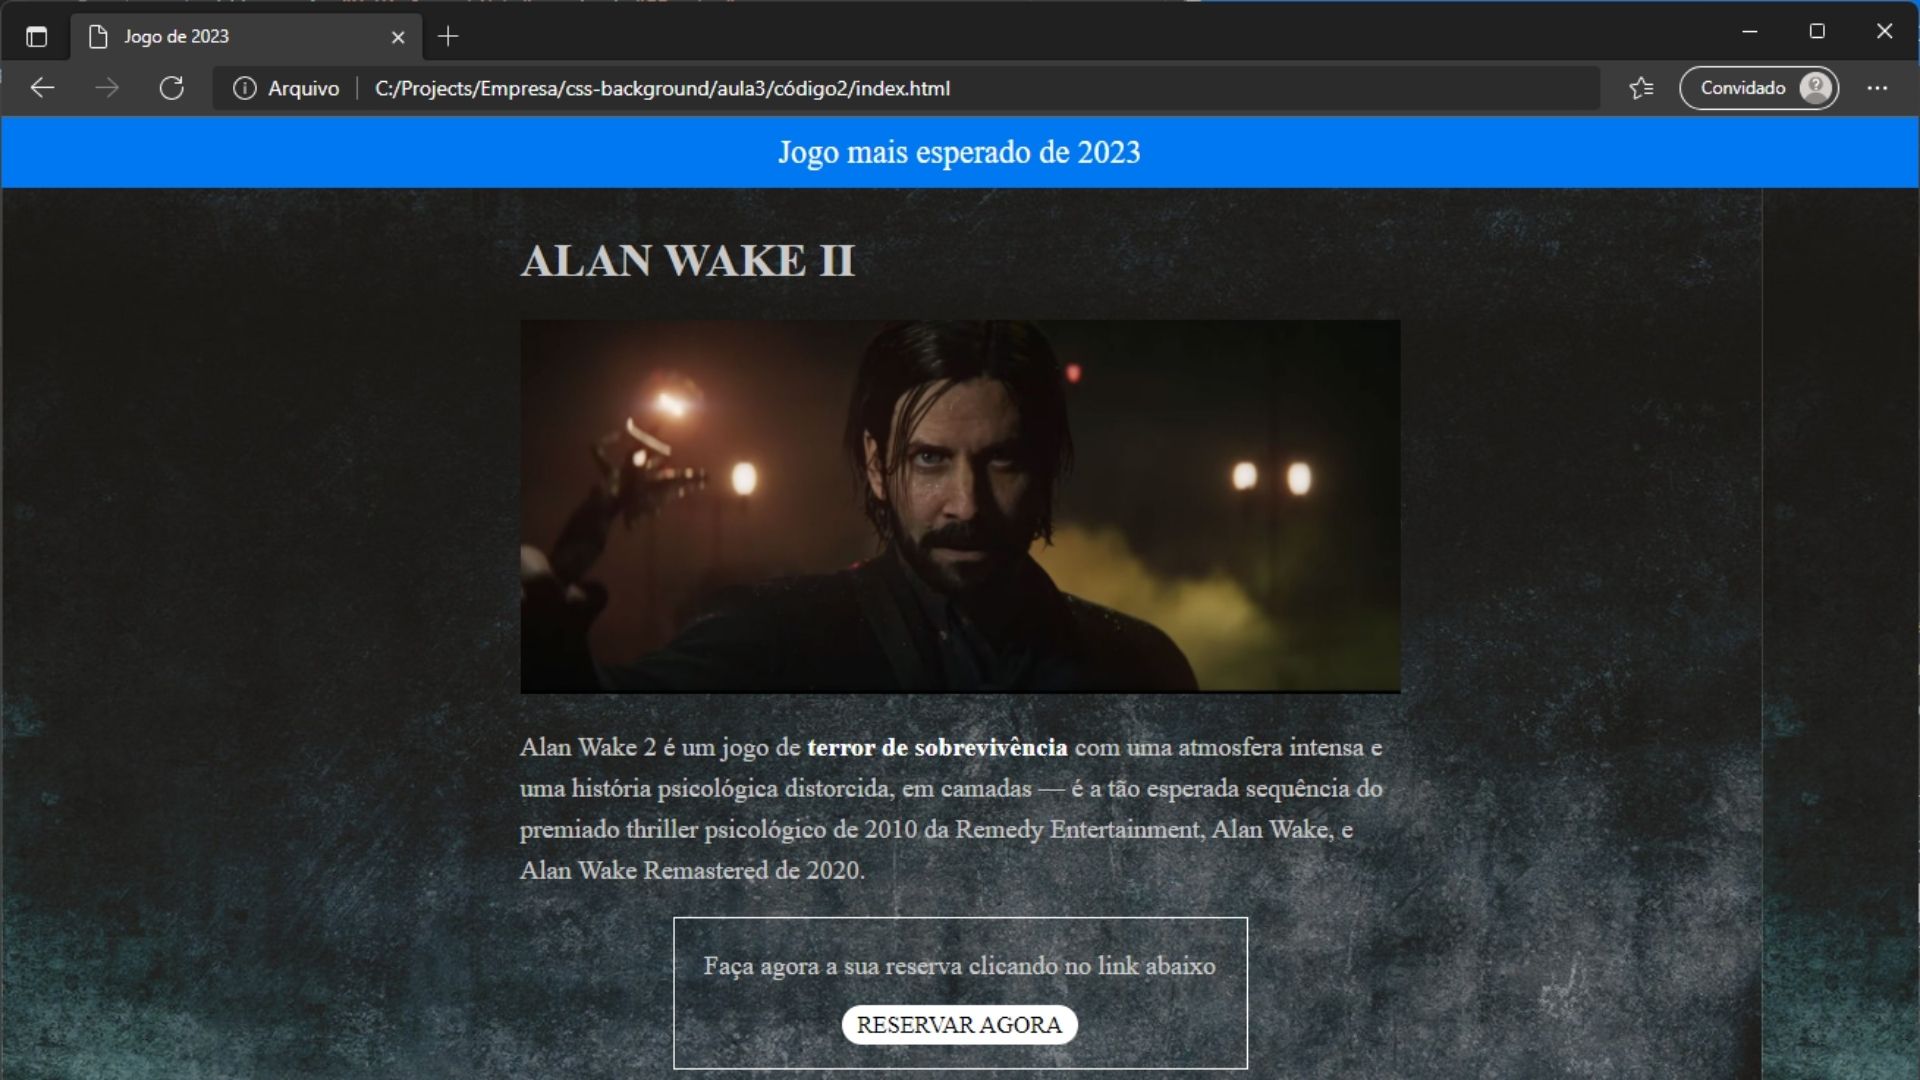 Jogo de 2023
Arquivo C:/Projects/Empresa/css-background/aula3/código2/index.html
Convidado
Jogo mais esperado de 2023
ALAN WAKE II
Alan Wake 2 é um jogo de terror de sobrevivência com uma atmosfera intensa e
uma história psicológica distorcida, em camadas — é a tão esperada sequência do
premiado thriller psicológico de 2010 da Remedy Entertainment, Alan Wake, e
Alan Wake Remastered de 2020.
Faça agora a sua reserva clicando no link abaixo
RESERVAR AGORA